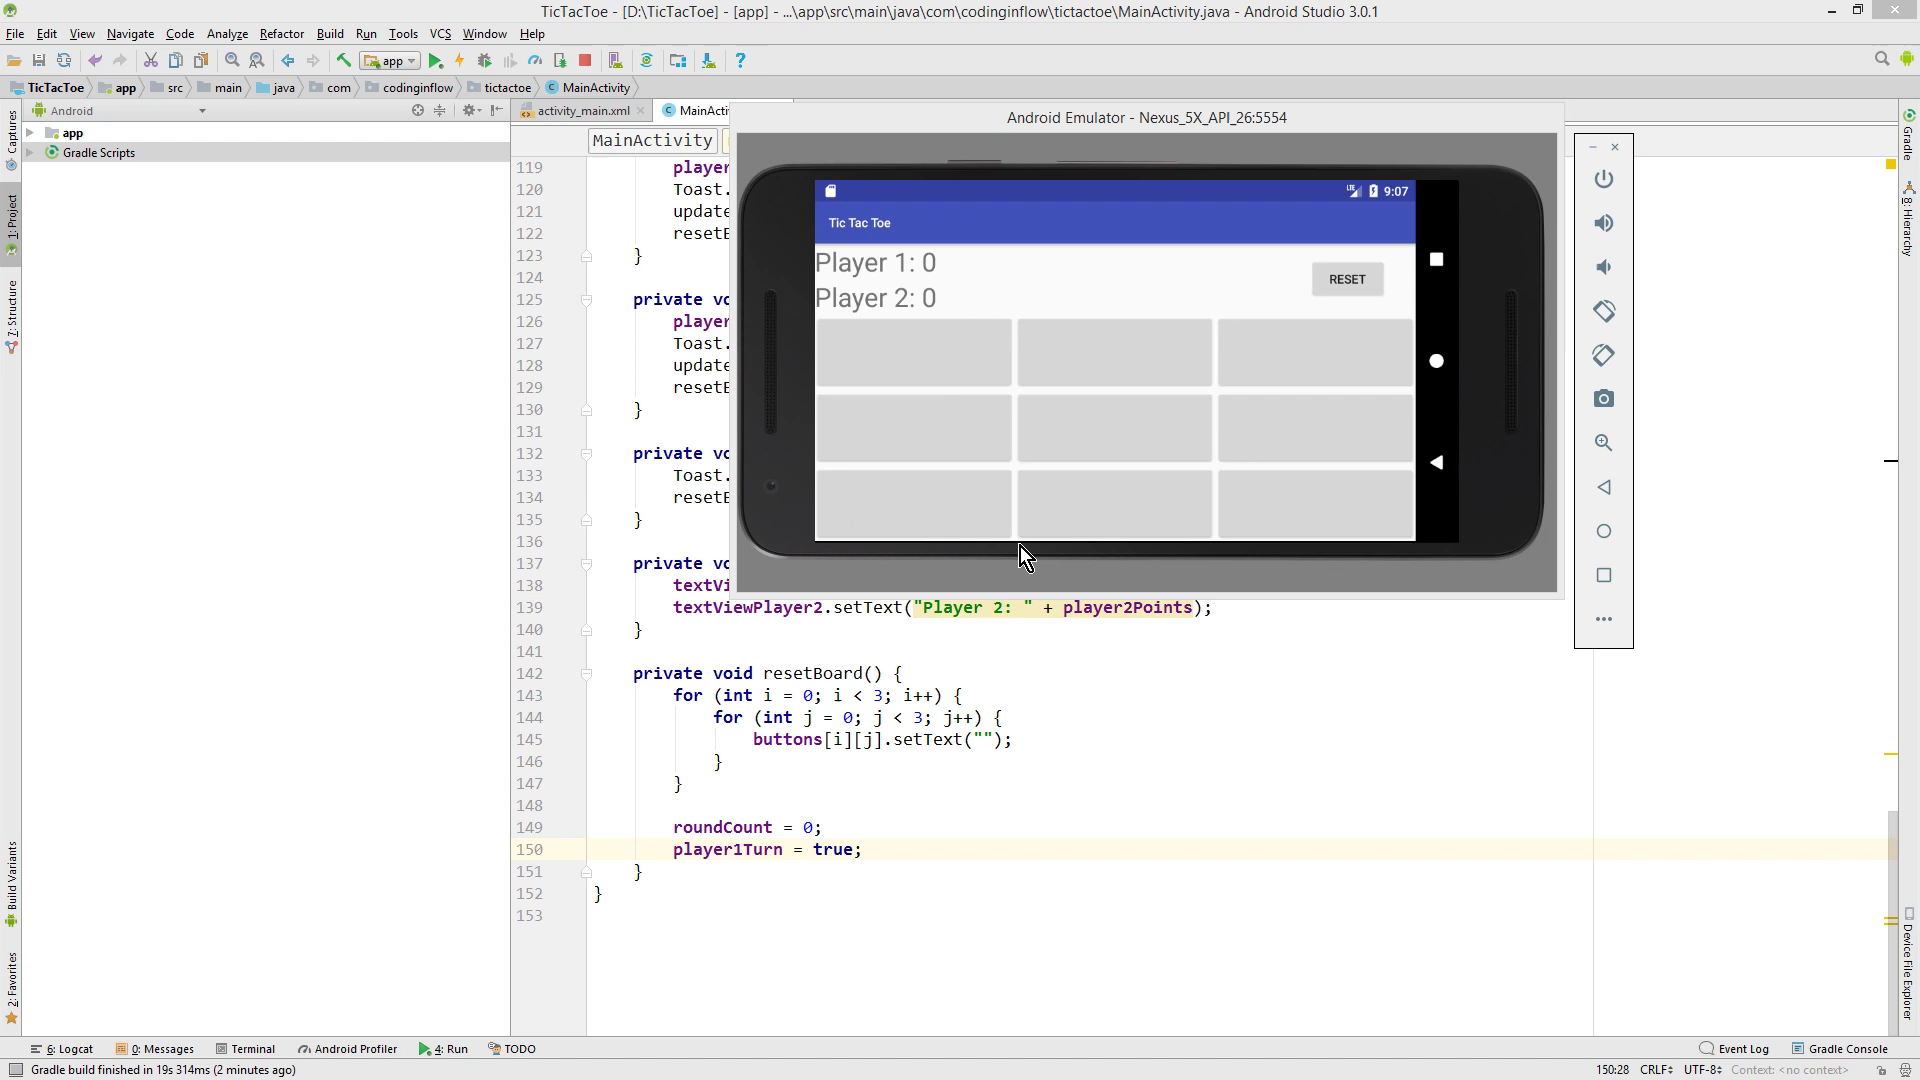 TicTacToe - [D:\TicTacToe] - [app] - ...\app\src\main\java\com\codinginflow\tictactoe\MainActivity.java - Android Studio 3.0.1
File Edit View Navigate Code Analyze Refactor Build Run Tools VCS Window Help
app
TicTacToe app src main java com codinginflow tictactoe MainActivity
Android
activity_main.xml MainActi
Android Emulator - Nexus_5X_API_26:5554
MainActivity
app
Gradle Scripts
Captures
1: Project
7: Structure
Build Variants
2: Favorites
Gradle
8: Hierarchy
Device File Explorer
9:07
Tic Tac Toe
Player 1: 0
RESET
Player 2: 0
119 player
120 Toast.
121 update
122 resetB
123 }
124
125 private vo
126 player
127 Toast.
128 update
129 resetB
130 }
131
132 private vo
133 Toast.
134 resetB
135 }
136
137 private vo
138 textVi
139 textViewPlayer2.setText("Player 2: " + player2Points);
140 }
141
142 private void resetBoard() {
143 for (int i = 0; i < 3; i++) {
144 for (int j = 0; j < 3; j++) {
145 buttons[i][j].setText("");
146 }
147 }
148
149 roundCount = 0;
150 player1Turn = true;
151 }
152 }
153
6: Logcat 0: Messages Terminal Android Profiler 4: Run TODO Event Log Gradle Console
Gradle build finished in 19s 314ms (2 minutes ago) 150:28 CRLF UTF-8 Context: <no context>